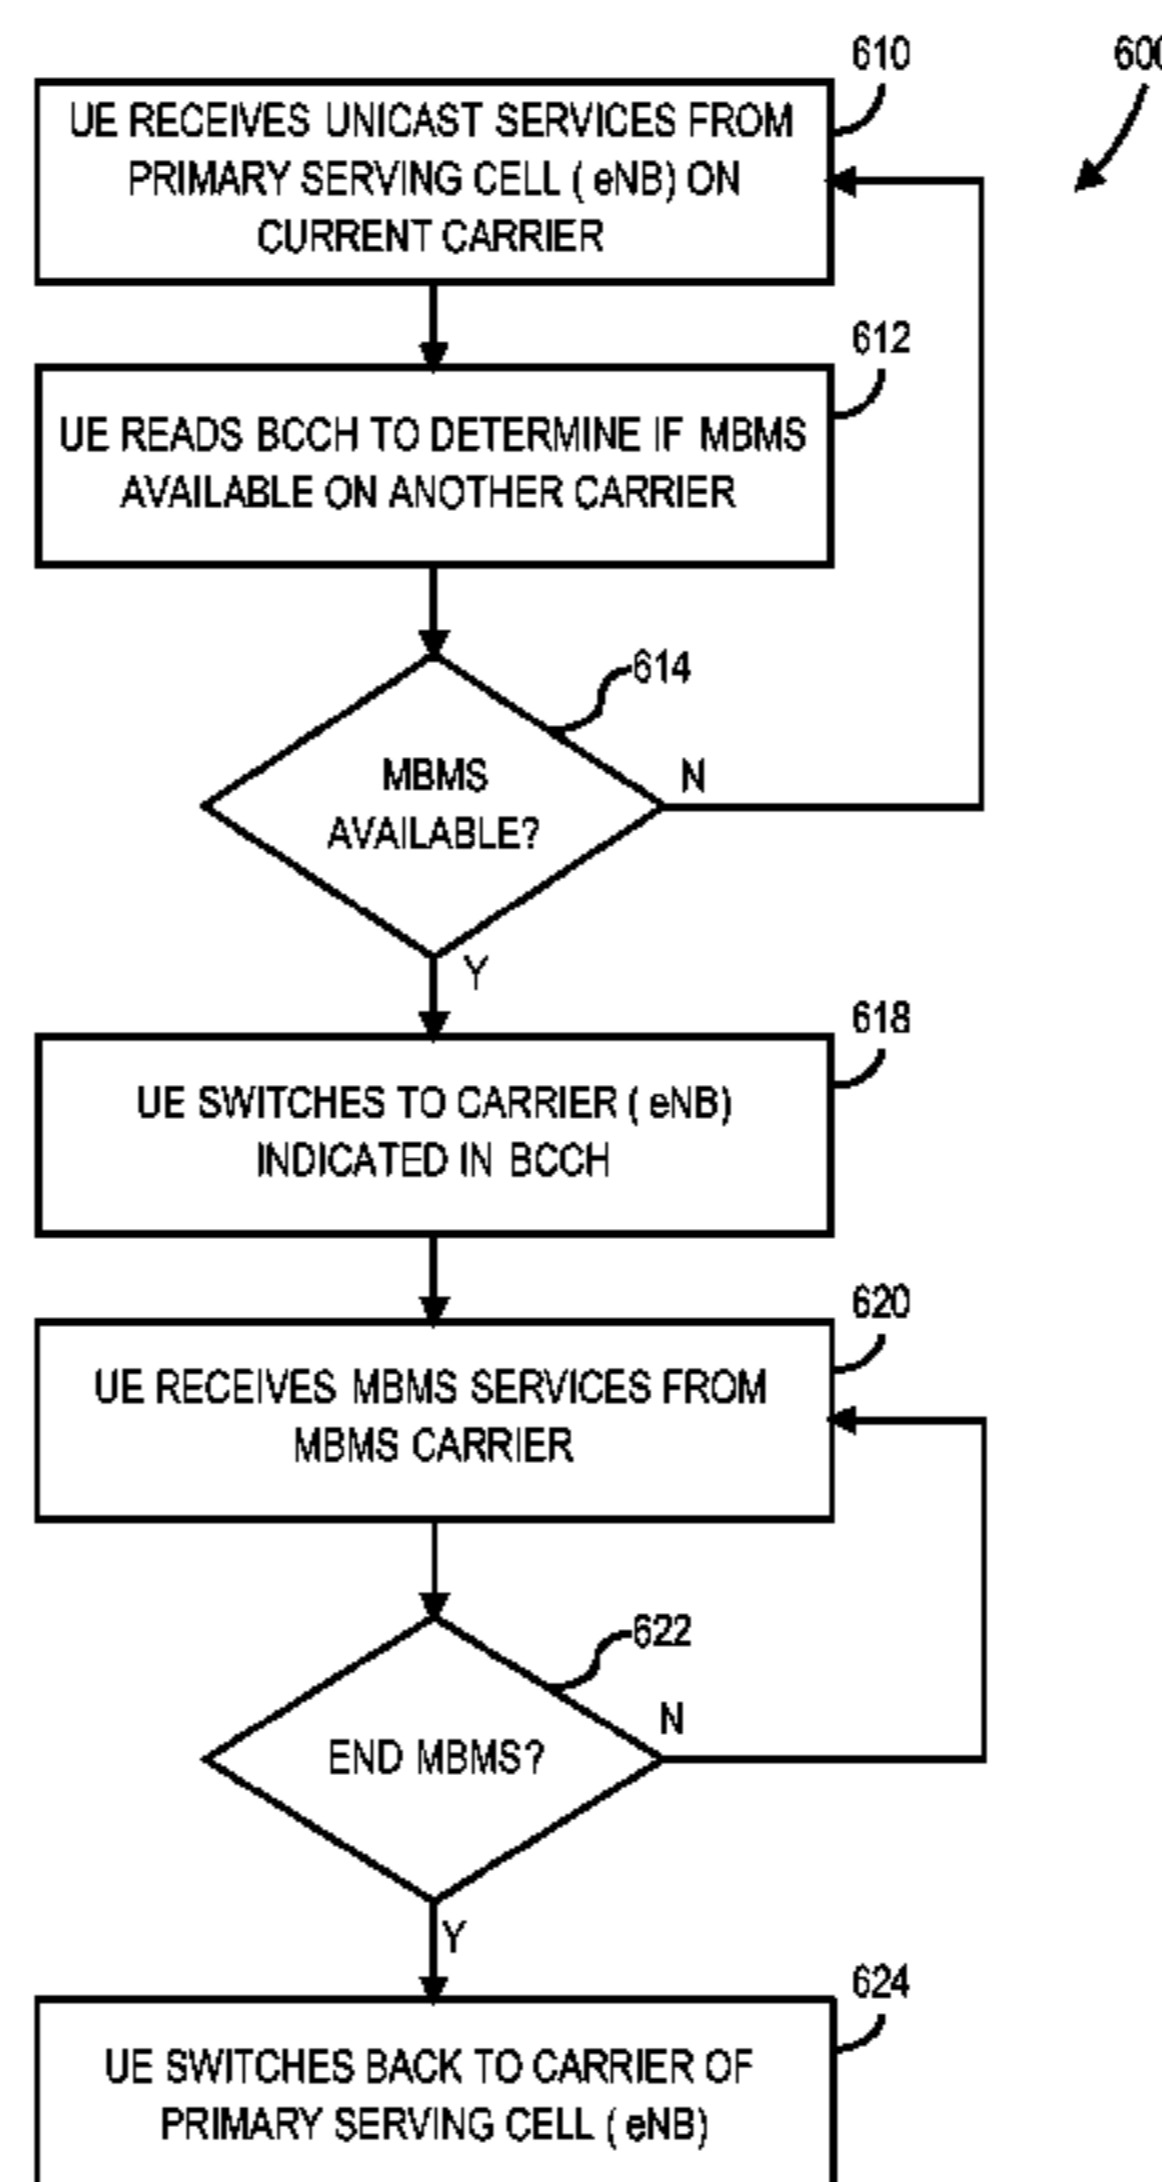 610
600
UE RECEIVES UNICAST SERVICES FROM
PRIMARY SERVING CELL ( eNB) ON
CURRENT CARRIER
612
UE READS BCCH TO DETERMINE IF MBMS
AVAILABLE ON ANOTHER CARRIER
614
MBMS
AVAILABLE?
N
Y
618
UE SWITCHES TO CARRIER ( eNB)
INDICATED IN BCCH
620
UE RECEIVES MBMS SERVICES FROM
MBMS CARRIER
622
N
END MBMS?
Y
624
UE SWITCHES BACK TO CARRIER OF
PRIMARY SERVING CELL ( eNB)